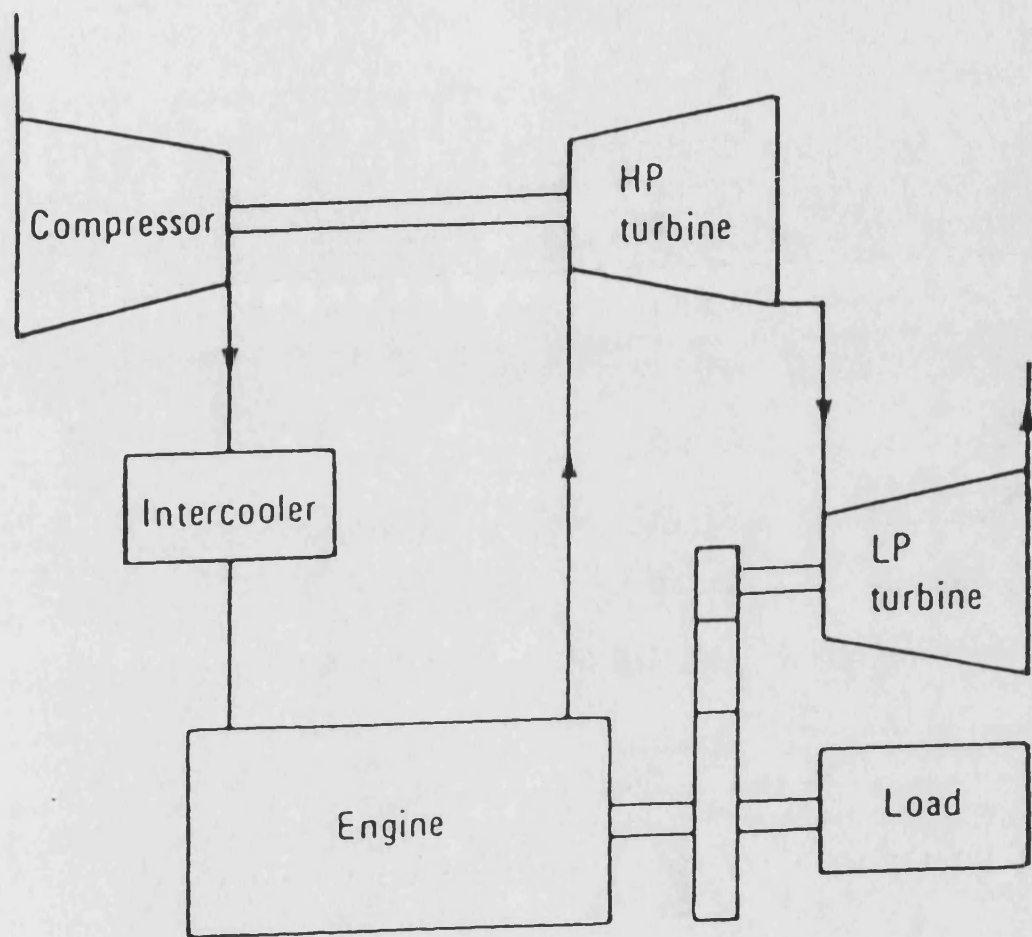 Compressor
HP
turbine
Intercooler
LP
turbine
Engine
Load